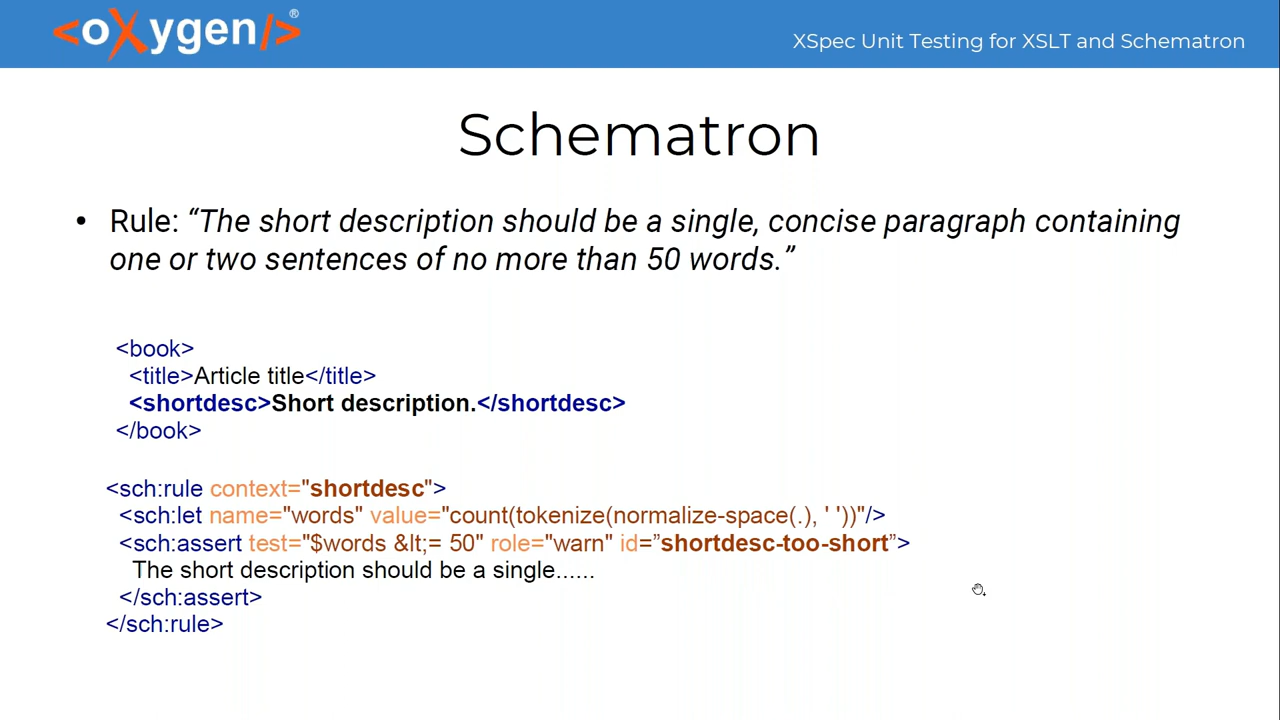 <oXygen/>®
XSpec Unit Testing for XSLT and Schematron
Schematron
• Rule: “The short description should be a single, concise paragraph containing
one or two sentences of no more than 50 words.”
<book>
<title>Article title</title>
<shortdesc>Short description.</shortdesc>
</book>
<sch:rule context="shortdesc">
<sch:let name="words" value="count(tokenize(normalize-space(.), ' '))"/>
<sch:assert test="$words &lt;= 50" role="warn" id=”shortdesc-too-short”>
The short description should be a single......
</sch:assert>
</sch:rule>